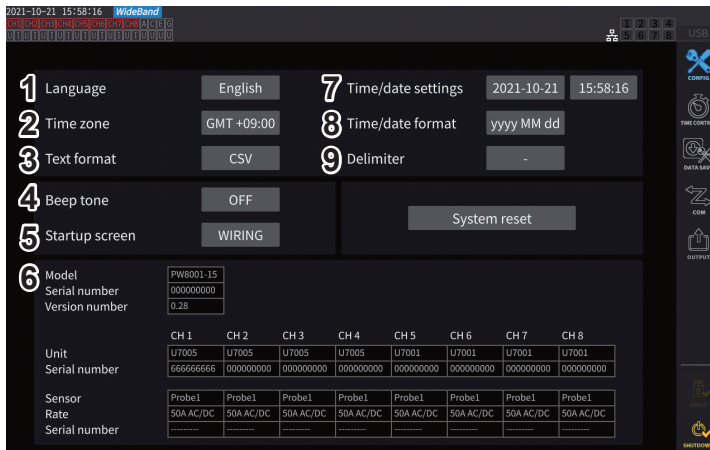 2021-10-21 15:58:16 WideBand
CH1 CH2 CH3 CH4 CH5 CH6 CH7 CH8 A C E G
U I U I U I U I U I U I U I U I U U U U
1 2 3 4
5 6 7 8
USB
CONFIG
TIME CONTR
DATA SAV
COM
OUTPUT
SHUTDOW
1 Language English
2 Time zone GMT +09:00
3 Text format CSV
7 Time/date settings 2021-10-21 15:58:16
8 Time/date format yyyy MM dd
9 Delimiter -
4 Beep tone OFF
5 Startup screen WIRING
System reset
6 Model PW8001-15
Serial number 000000000
Version number 0.28
CH 1 CH 2 CH 3 CH 4 CH 5 CH 6 CH 7 CH 8
Unit U7005 U7005 U7005 U7005 U7001 U7001 U7001 U7001
Serial number 666666666 000000000 000000000 000000000 000000000 000000000 000000000 000000000
Sensor Probe1 Probe1 Probe1 Probe1 Probe1 Probe1 Probe1 Probe1
Rate 50A AC/DC 50A AC/DC 50A AC/DC 50A AC/DC 50A AC/DC 50A AC/DC 50A AC/DC 50A AC/DC
Serial number --------- --------- --------- --------- --------- --------- --------- ---------